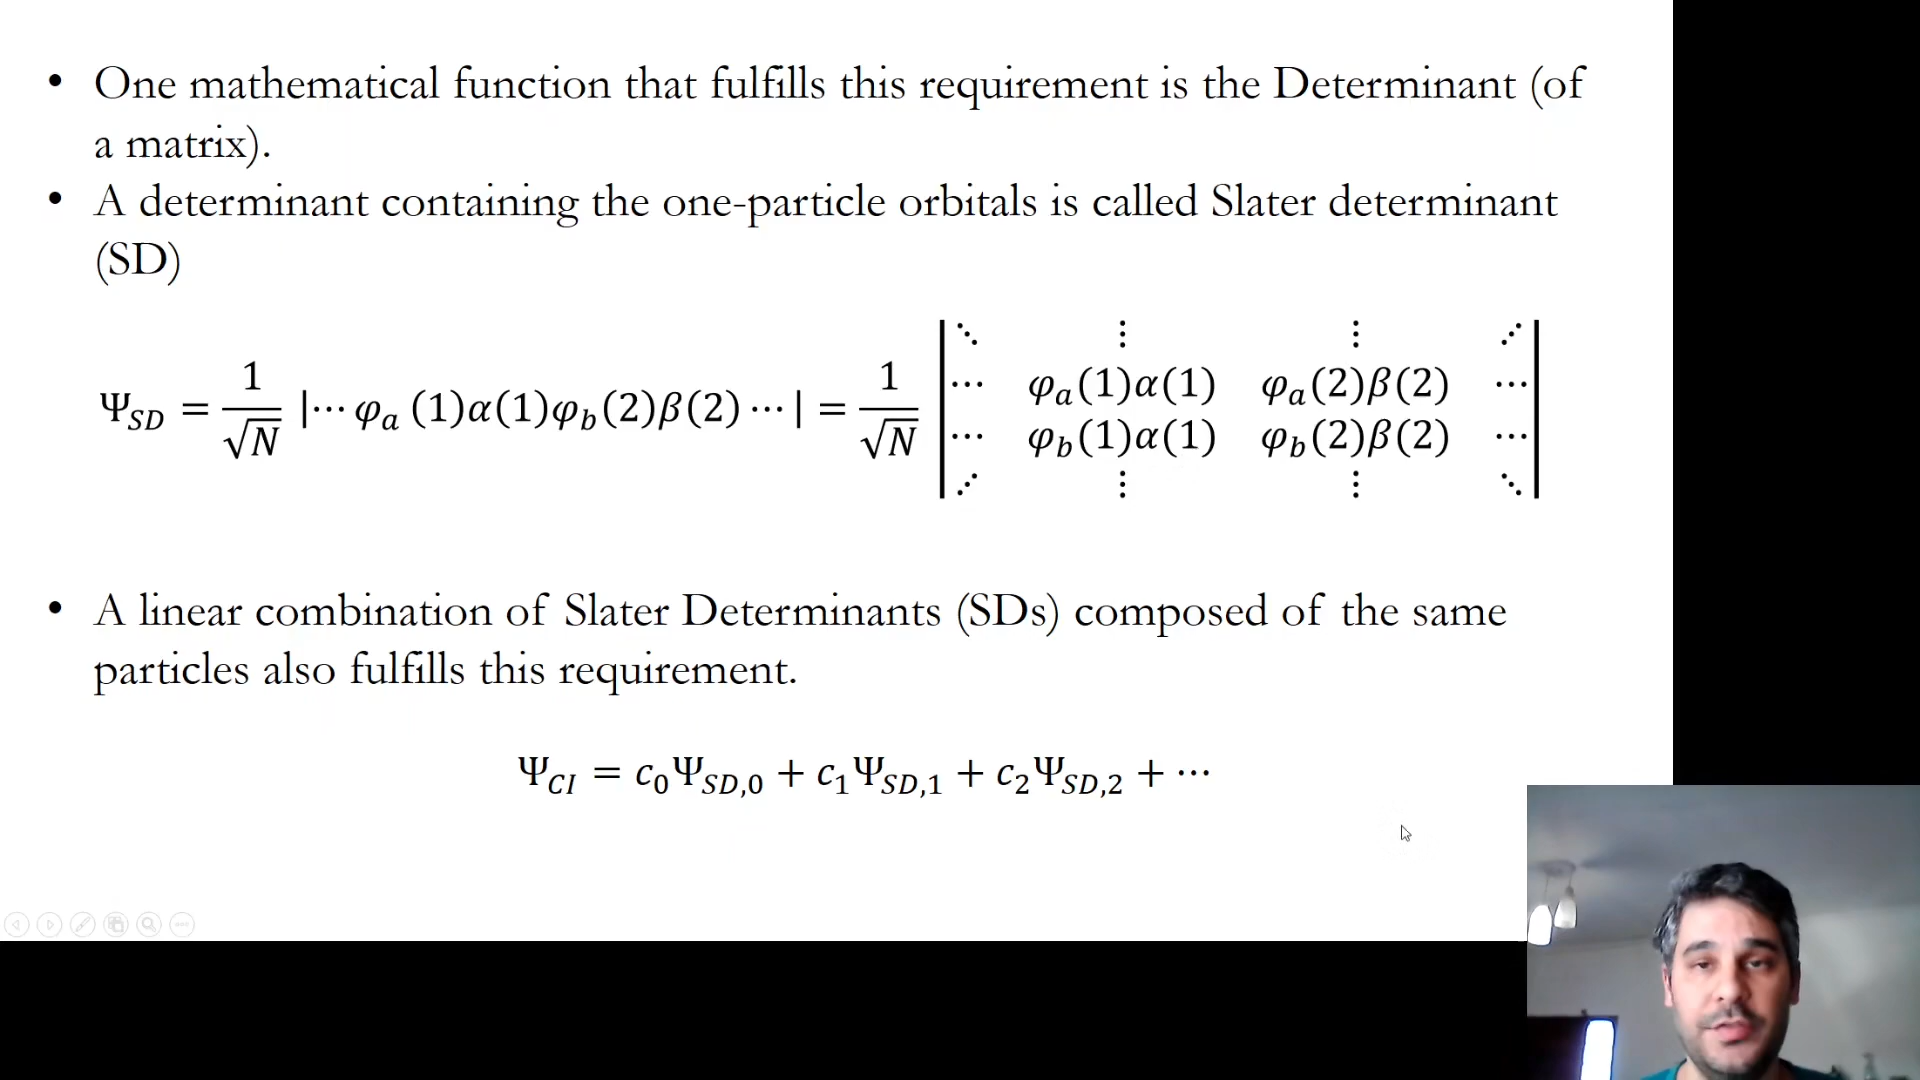 • One mathematical function that fulfills this requirement is the Determinant (of
a matrix).
• A determinant containing the one-particle orbitals is called Slater determinant
(SD)
Ψ_SD = 1/√N |⋯ φ_a (1)α(1)φ_b(2)β(2) ⋯| = 1/√N | ⋱ ⋮ ⋮ ⋰ |
⋯ φ_a(1)α(1) φ_a(2)β(2) ⋯
⋯ φ_b(1)α(1) φ_b(2)β(2) ⋯
⋰ ⋮ ⋮ ⋱
• A linear combination of Slater Determinants (SDs) composed of the same
particles also fulfills this requirement.
Ψ_CI = c_0Ψ_SD,0 + c_1Ψ_SD,1 + c_2Ψ_SD,2 + ⋯